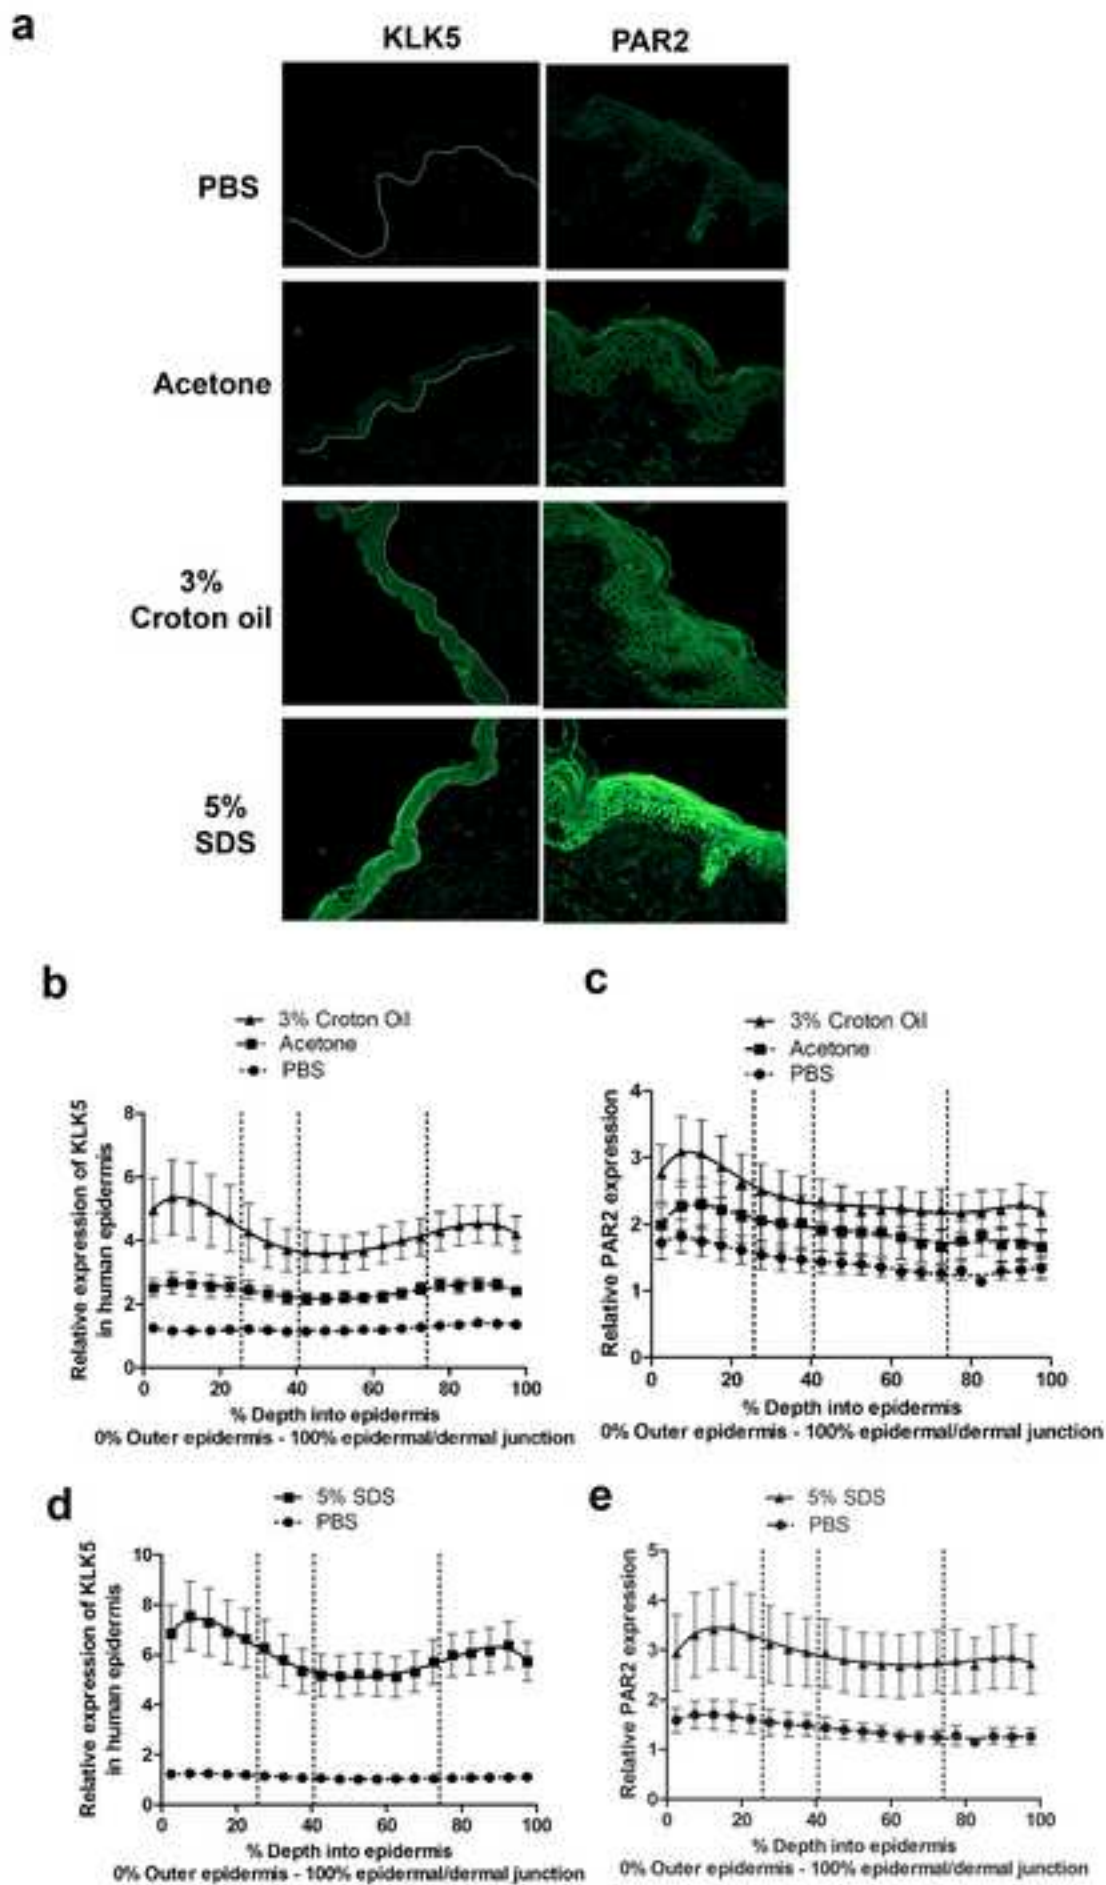 a
KLK5 PAR2
PBS
Acetone
3%
Croton oil
5%
SDS
b
3% Croton Oil
Acetone
PBS
Relative expression of KLK5
in human epidermis
8
6
4
2
0
0 20 40 60 80 100
% Depth into epidermis
0% Outer epidermis - 100% epidermal/dermal junction
c
3% Croton Oil
Acetone
PBS
Relative PAR2 expression
4
3
2
1
0
0 20 40 60 80 100
% Depth into epidermis
0% Outer epidermis - 100% epidermal/dermal junction
d
5% SDS
PBS
Relative expression of KLK5
in human epidermis
10
8
6
4
2
0
0 20 40 60 80 100
% Depth into epidermis
0% Outer epidermis - 100% epidermal/dermal junction
e
5% SDS
PBS
Relative PAR2 expression
5
4
3
2
1
0
0 20 40 60 80 100
% Depth into epidermis
0% Outer epidermis - 100% epidermal/dermal junction